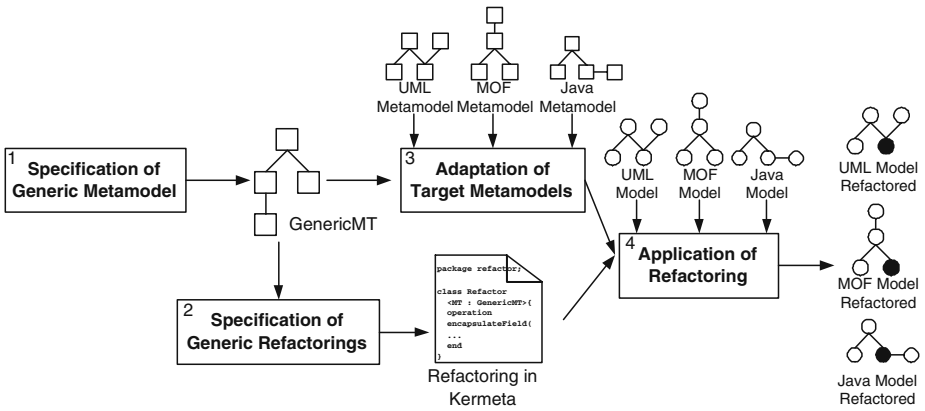 UML
Metamodel
MOF
Metamodel
Java
Metamodel
1
Specification of
Generic Metamodel
GenericMT
3
Adaptation of
Target Metamodels
UML
Model
MOF
Model
Java
Model
UML Model
Refactored
2
Specification of
Generic Refactorings
package refactor;
class Refactor
<MT : GenericMT>{
operation
encapsulateField(
...
end
}
Refactoring in
Kermeta
4
Application of
Refactoring
MOF Model
Refactored
Java Model
Refactored